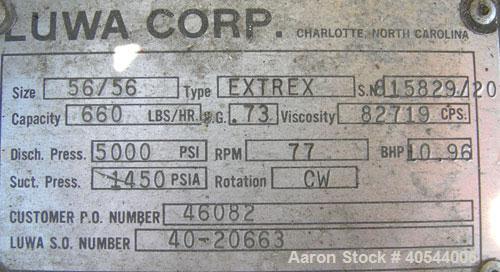 LUWA CORP. CHARLOTTE, NORTH CAROLINA
Size 56/56 Type EXTREX S.N. 815829/20
Capacity 660 LBS/HR. S.G. .73 Viscosity 82719 CPS.
Disch. Press. 5000 PSI RPM 77 BHP 10.96
Suct. Press. 1450 PSIA Rotation CW
CUSTOMER P.O. NUMBER 46082
LUWA S.O. NUMBER 40-20663
Aaron Stock # 40544006